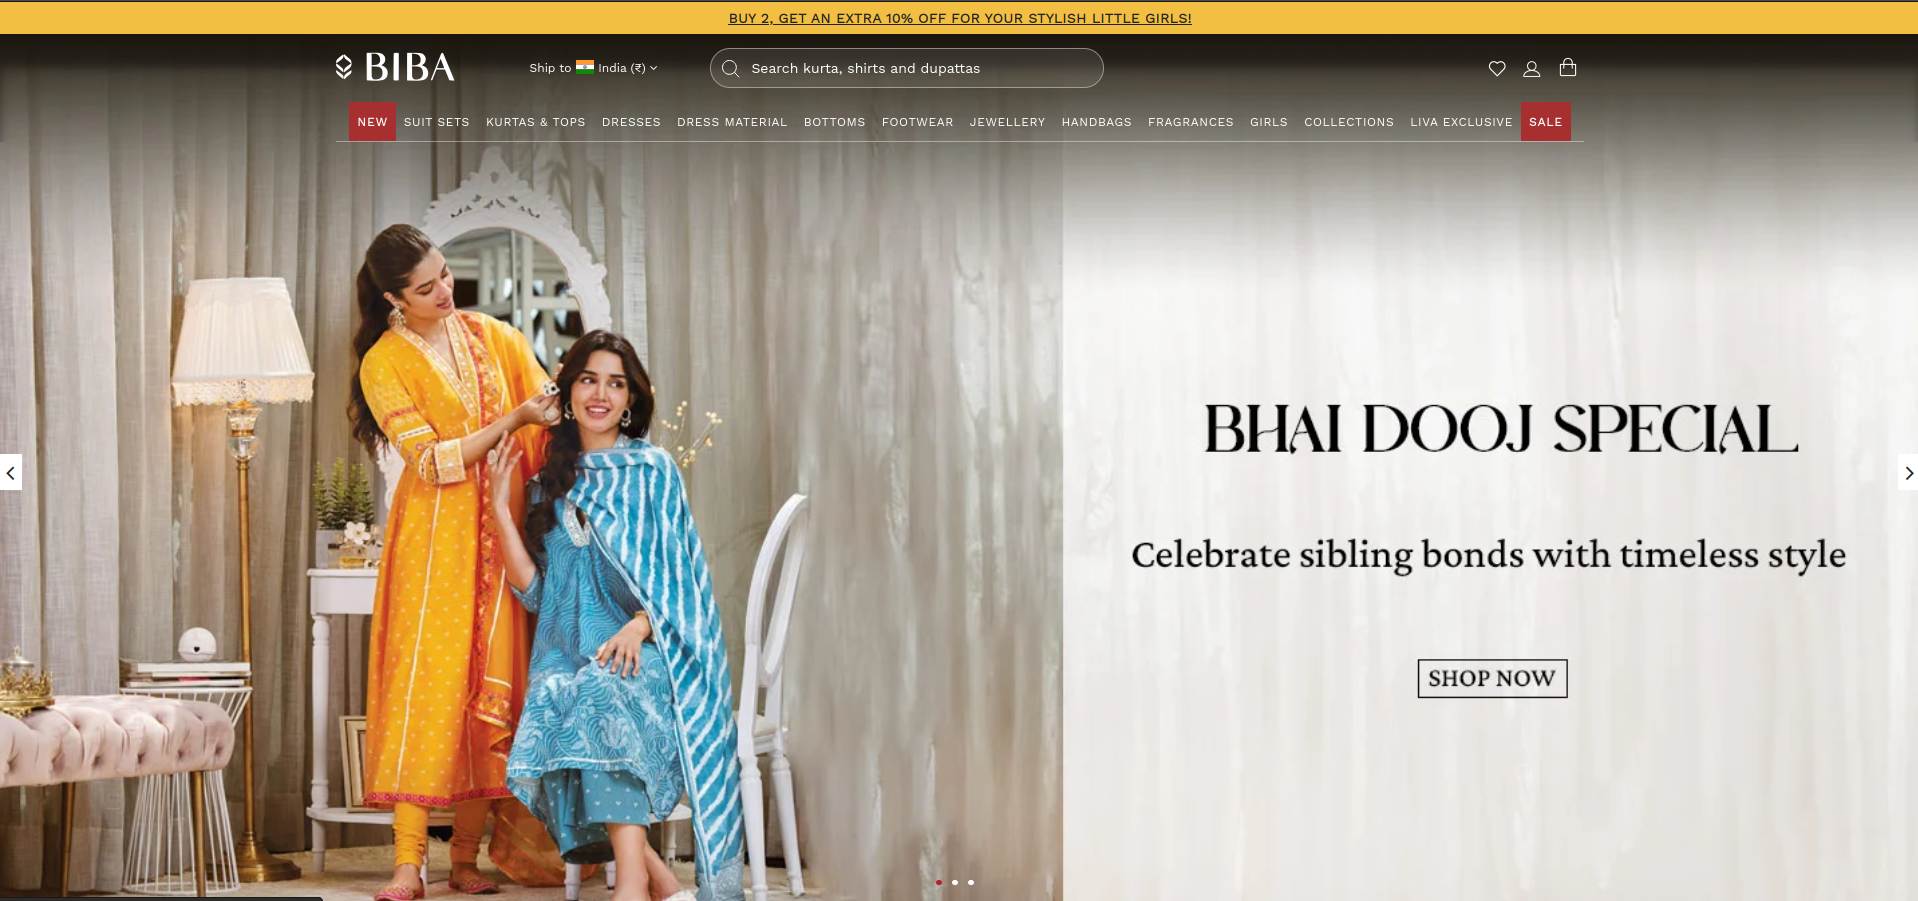 BUY 2, GET AN EXTRA 10% OFF FOR YOUR STYLISH LITTLE GIRLS!
BIBA
Ship to India (₹)
Search kurta, shirts and dupattas
NEW SUIT SETS KURTAS & TOPS DRESSES DRESS MATERIAL BOTTOMS FOOTWEAR JEWELLERY HANDBAGS FRAGRANCES GIRLS COLLECTIONS LIVA EXCLUSIVE SALE
BHAI DOOJ SPECIAL
Celebrate sibling bonds with timeless style
SHOP NOW